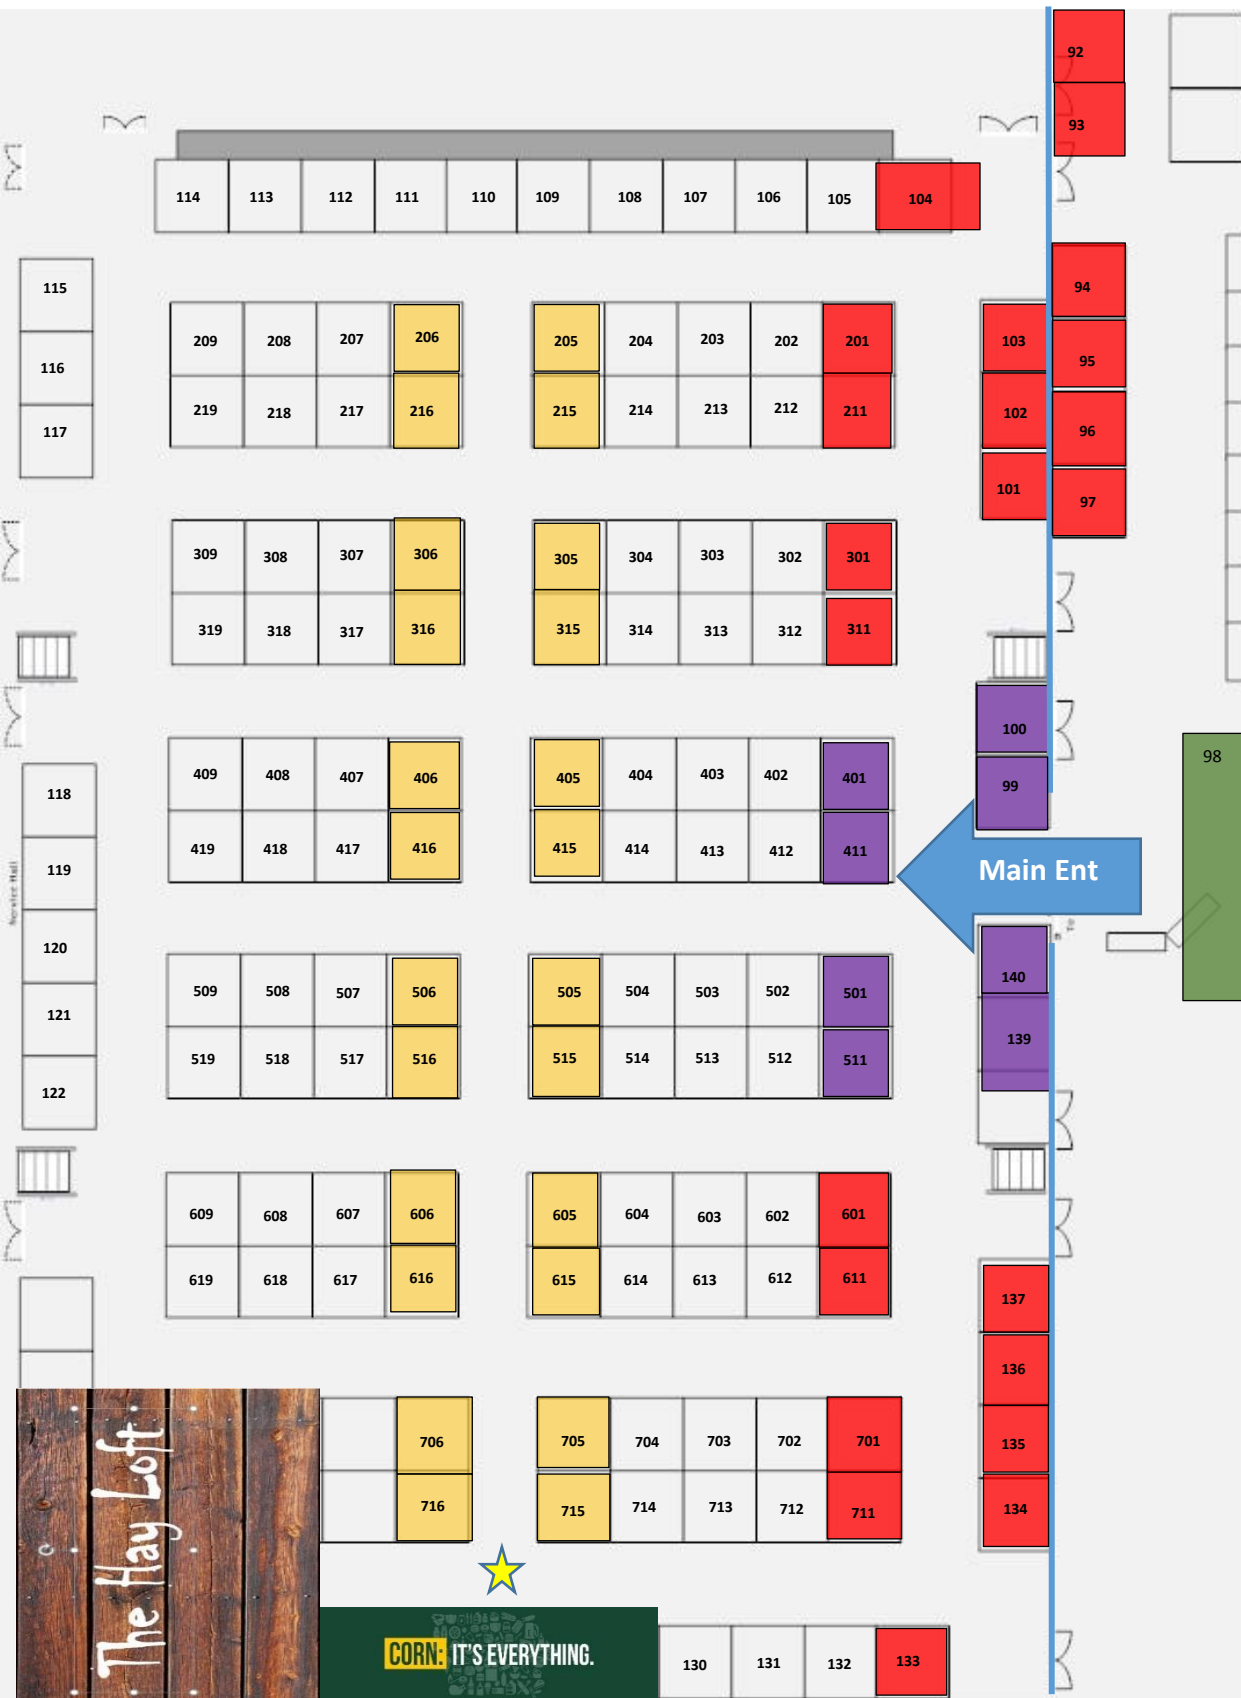 92
93
114 113 112 111 110 109 108 107 106 105 104
115
116
117
94
95
96
97
103
102
101
209 208 207 206 205 204 203 202 201
219 218 217 216 215 214 213 212 211
309 308 307 306 305 304 303 302 301
319 318 317 316 315 314 313 312 311
100
99
98
409 408 407 406 405 404 403 402 401
419 418 417 416 415 414 413 412 411
Main Ent
118
119
120
121
122
Service Hall
To
140
139
509 508 507 506 505 504 503 502 501
519 518 517 516 515 514 513 512 511
609 608 607 606 605 604 603 602 601
619 618 617 616 615 614 613 612 611
137
136
135
134
706 705 704 703 702 701
716 715 714 713 712 711
The Hay Loft
CORN: IT'S EVERYTHING.
130 131 132 133